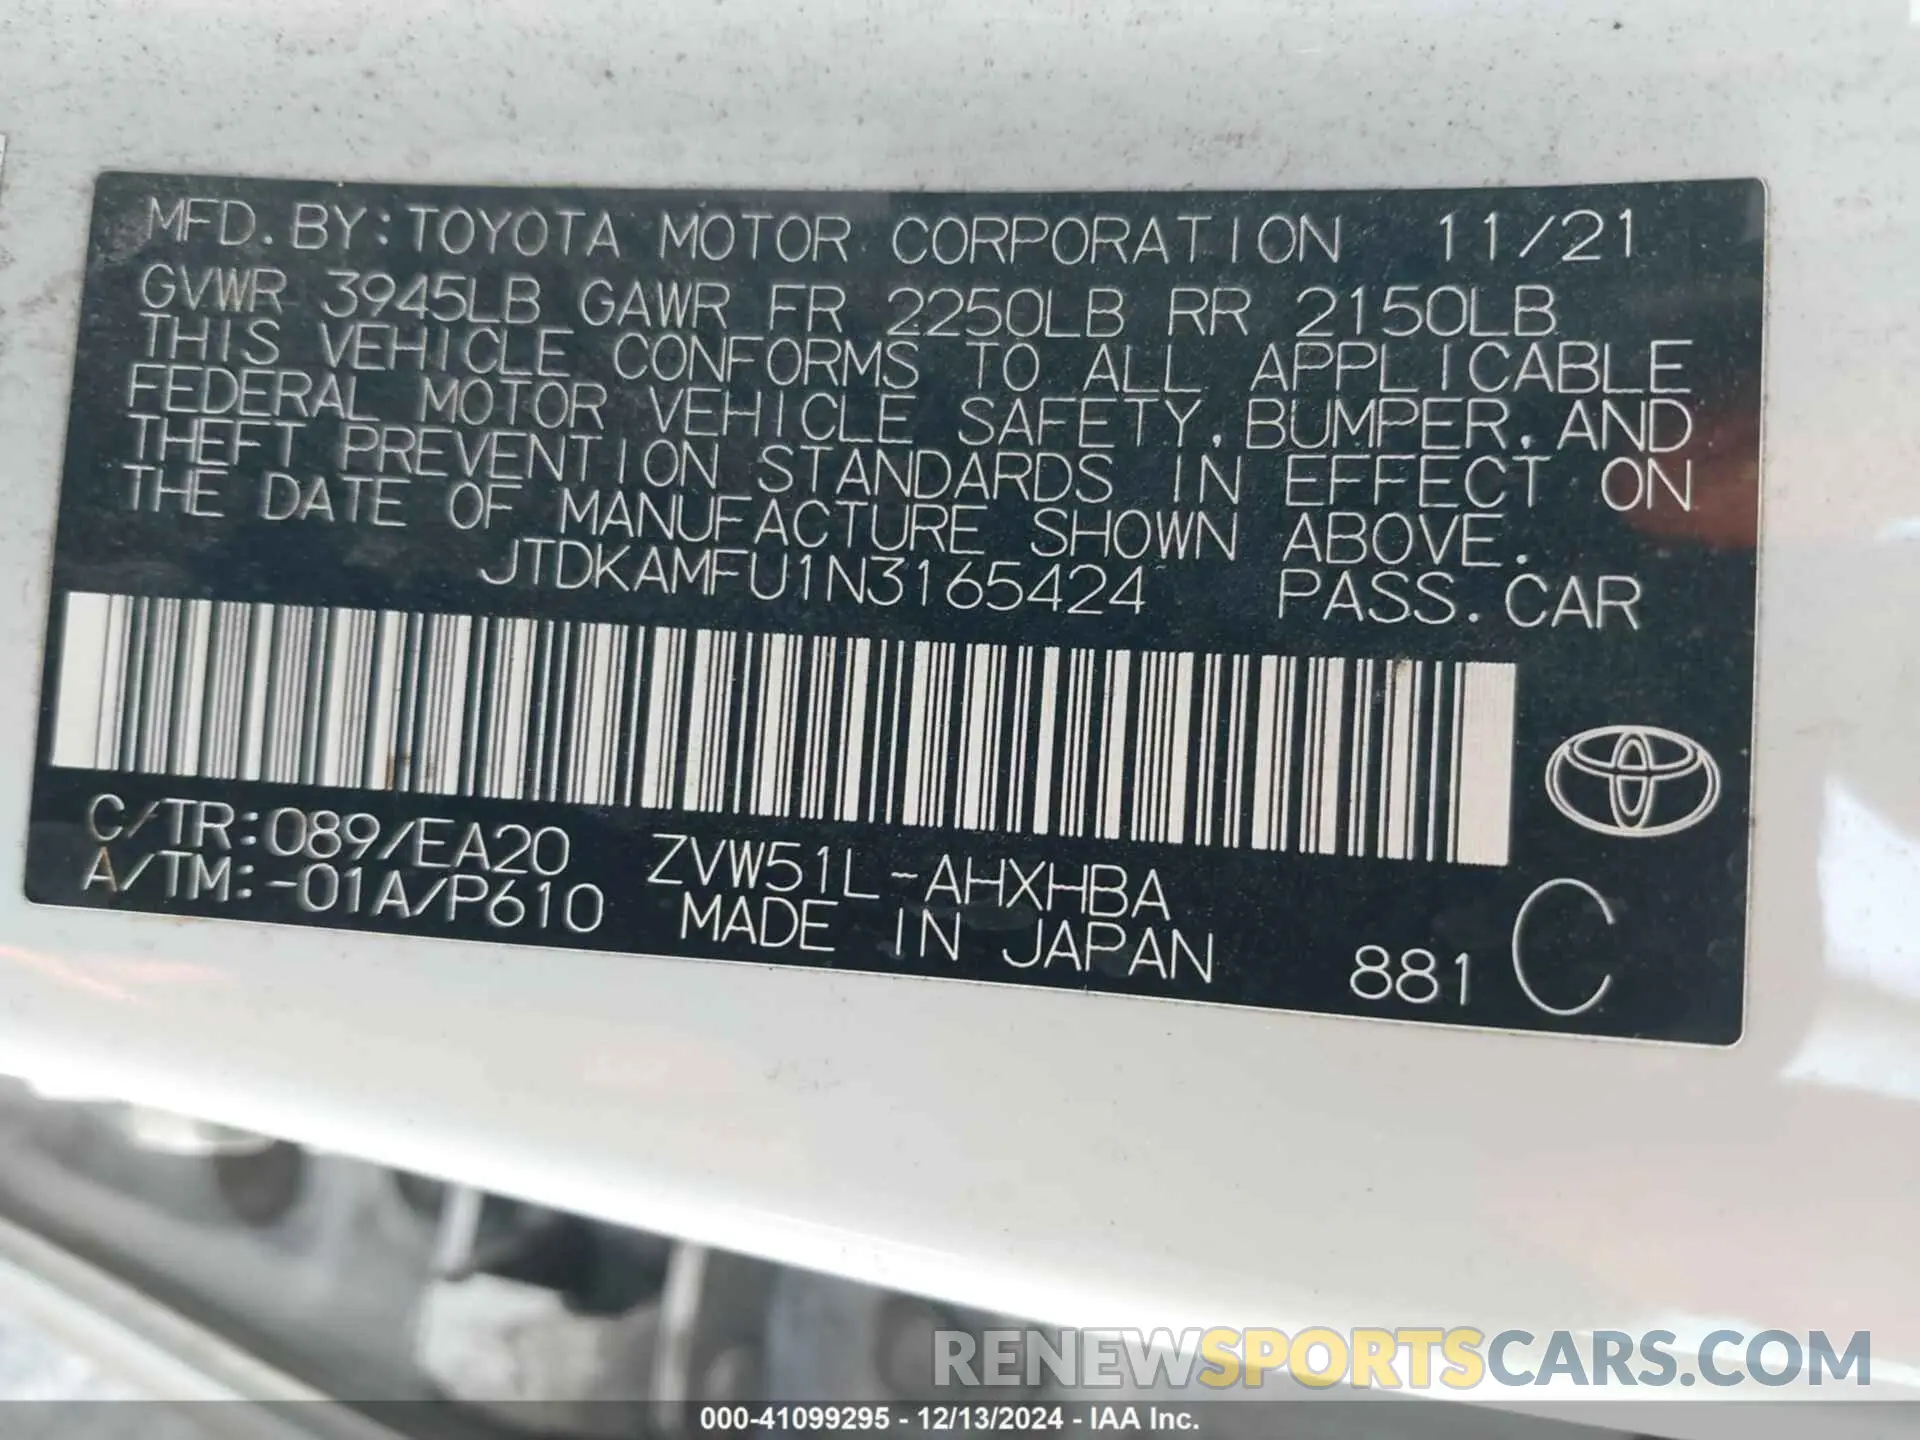 MFD. BY: TOYOTA MOTOR CORPORATION 11/21
GVWR 3945LB GAWR FR 2250LB RR 2150LB
THIS VEHICLE CONFORMS TO ALL APPLICABLE
FEDERAL MOTOR VEHICLE SAFETY, BUMPER, AND
THEFT PREVENTION STANDARDS IN EFFECT ON
THE DATE OF MANUFACTURE SHOWN ABOVE.
JTDKAMFU1N3165424 PASS. CAR
C/TR:089/EA20 ZVW51L-AHXHBA
A/TM:-01A/P610 MADE IN JAPAN 881 C
RENEWSPORTSCARS.COM
000-41099295 - 12/13/2024 - IAA Inc.